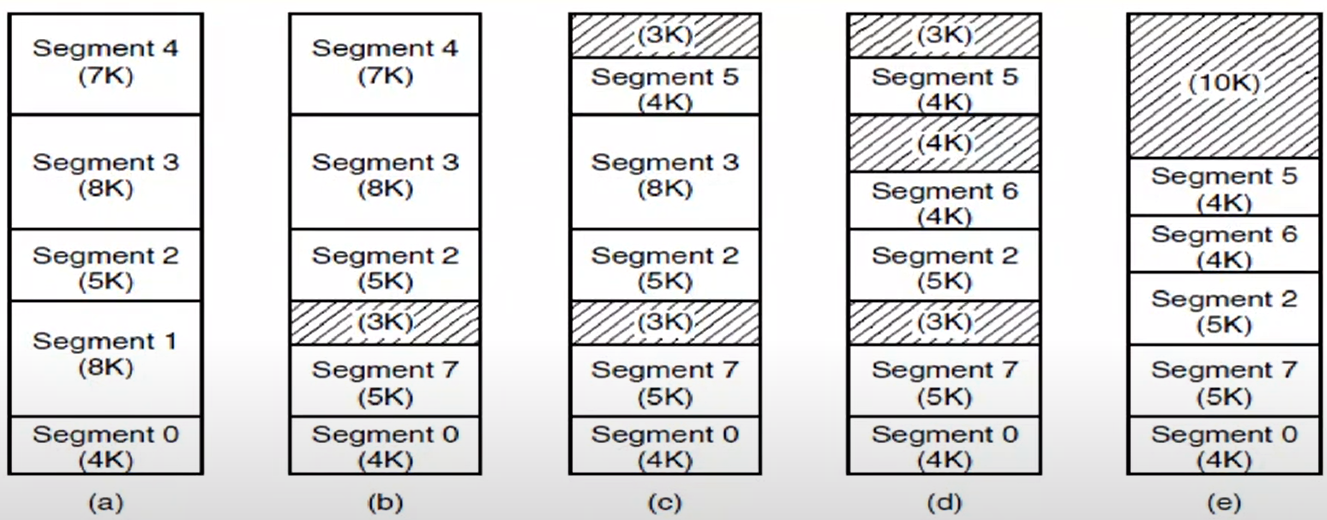 Segment 4
(7K)
Segment 3
(8K)
Segment 2
(5K)
Segment 1
(8K)
Segment 0
(4K)
(a)
Segment 4
(7K)
Segment 3
(8K)
Segment 2
(5K)
(3K)
Segment 7
(5K)
Segment 0
(4K)
(b)
(3K)
Segment 5
(4K)
Segment 3
(8K)
Segment 2
(5K)
(3K)
Segment 7
(5K)
Segment 0
(4K)
(c)
(3K)
Segment 5
(4K)
(4K)
Segment 6
(4K)
Segment 2
(5K)
(3K)
Segment 7
(5K)
Segment 0
(4K)
(d)
(10K)
Segment 5
(4K)
Segment 6
(4K)
Segment 2
(5K)
Segment 7
(5K)
Segment 0
(4K)
(e)